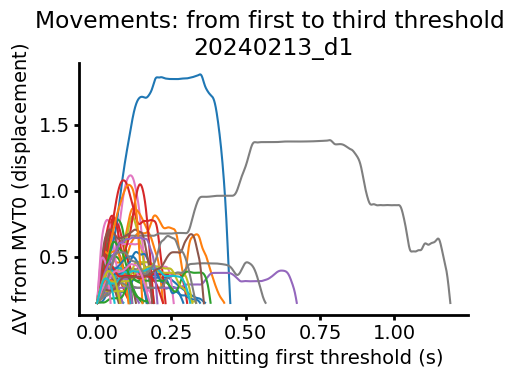 Movements: from first to third threshold
20240213_d1
ΔV from MVT0 (displacement)
1.5
1.0
0.5
0.00 0.25 0.50 0.75 1.00
time from hitting first threshold (s)